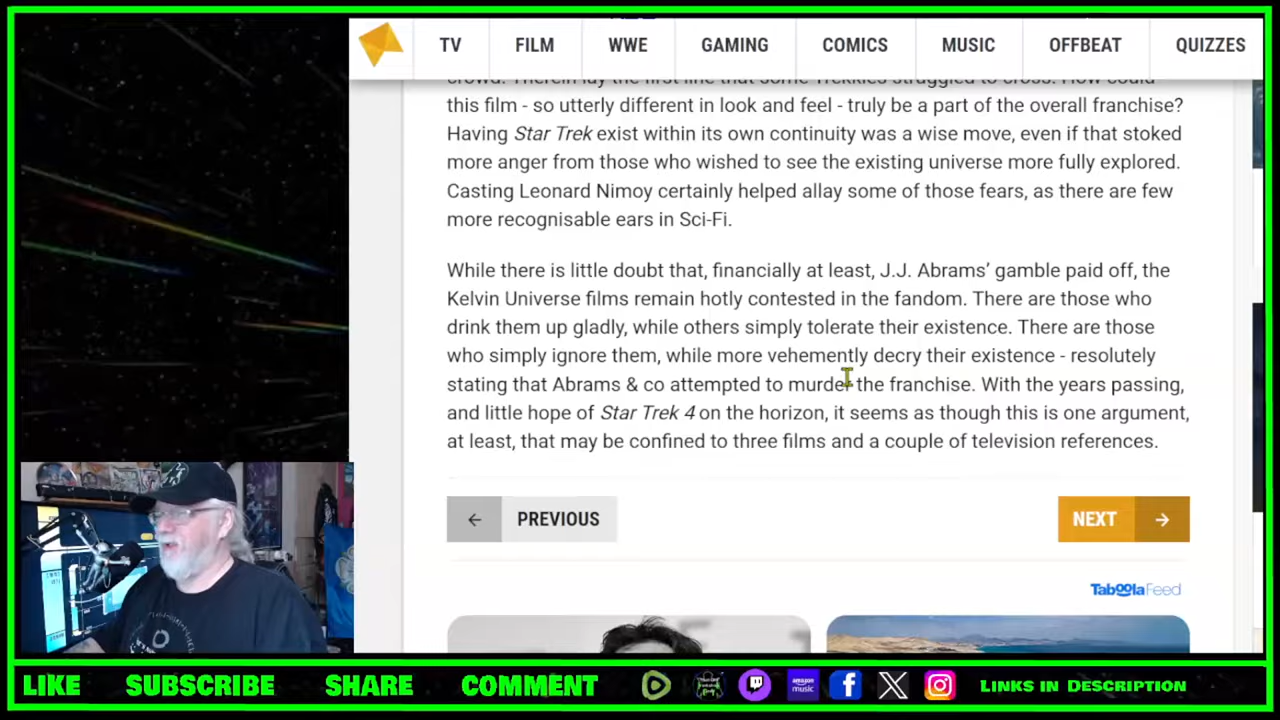 TV FILM WWE GAMING COMICS MUSIC OFFBEAT QUIZZES
crowd. Therein lay the first line that some Trekkies struggled to cross. How could
this film - so utterly different in look and feel - truly be a part of the overall franchise?
Having Star Trek exist within its own continuity was a wise move, even if that stoked
more anger from those who wished to see the existing universe more fully explored.
Casting Leonard Nimoy certainly helped allay some of those fears, as there are few
more recognisable ears in Sci-Fi.
While there is little doubt that, financially at least, J.J. Abrams’ gamble paid off, the
Kelvin Universe films remain hotly contested in the fandom. There are those who
drink them up gladly, while others simply tolerate their existence. There are those
who simply ignore them, while more vehemently decry their existence - resolutely
stating that Abrams & co attempted to murder the franchise. With the years passing,
and little hope of Star Trek 4 on the horizon, it seems as though this is one argument,
at least, that may be confined to three films and a couple of television references.
← PREVIOUS NEXT →
Taboola Feed
LIKE SUBSCRIBE SHARE COMMENT amazon music Links in Description